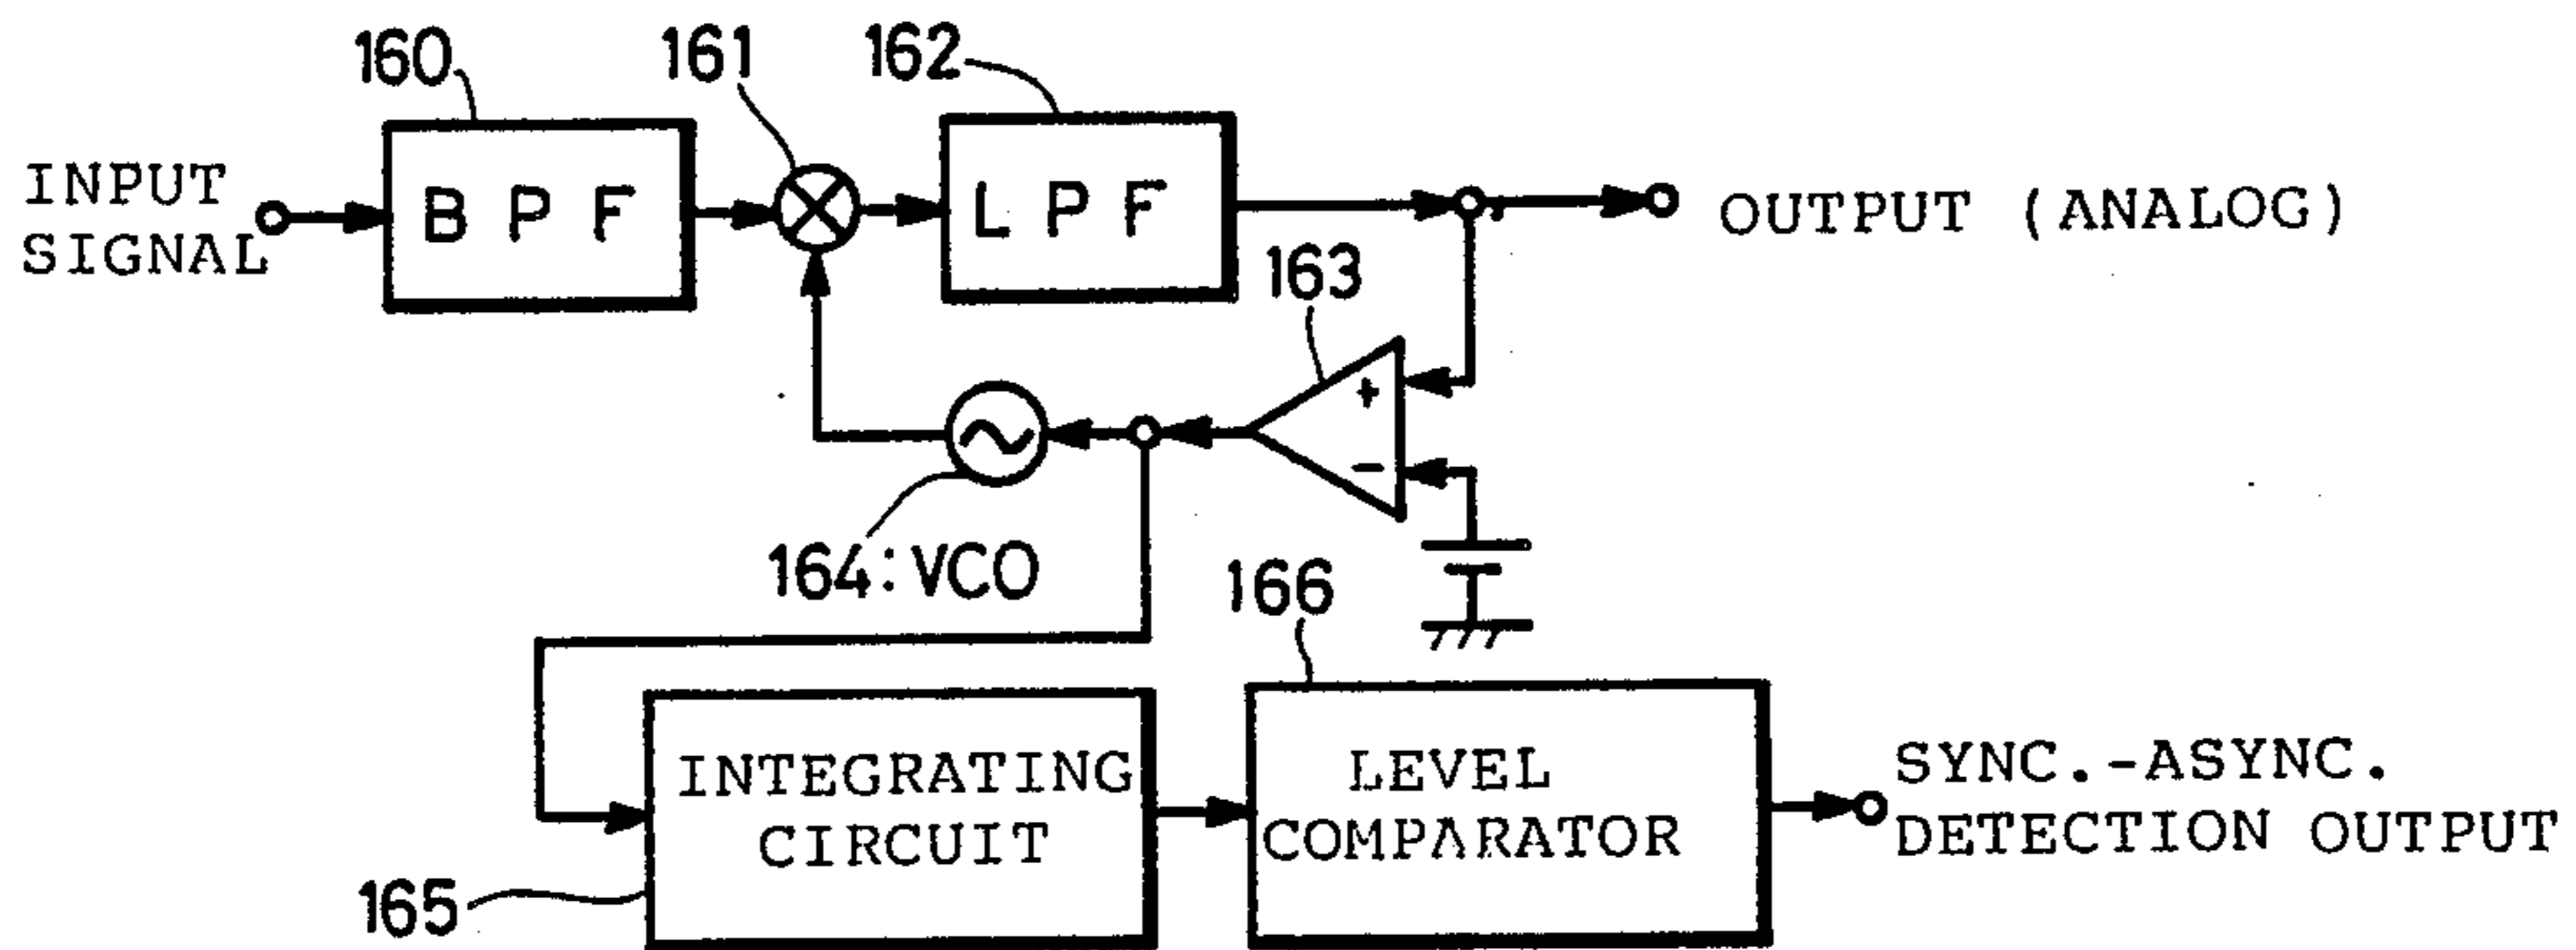 160
161
162
INPUT
SIGNAL
B P F
L P F
OUTPUT (ANALOG)
163
+
−
164: VCO
166
INTEGRATING
CIRCUIT
LEVEL
COMPARATOR
SYNC.-ASYNC.
DETECTION OUTPUT
165